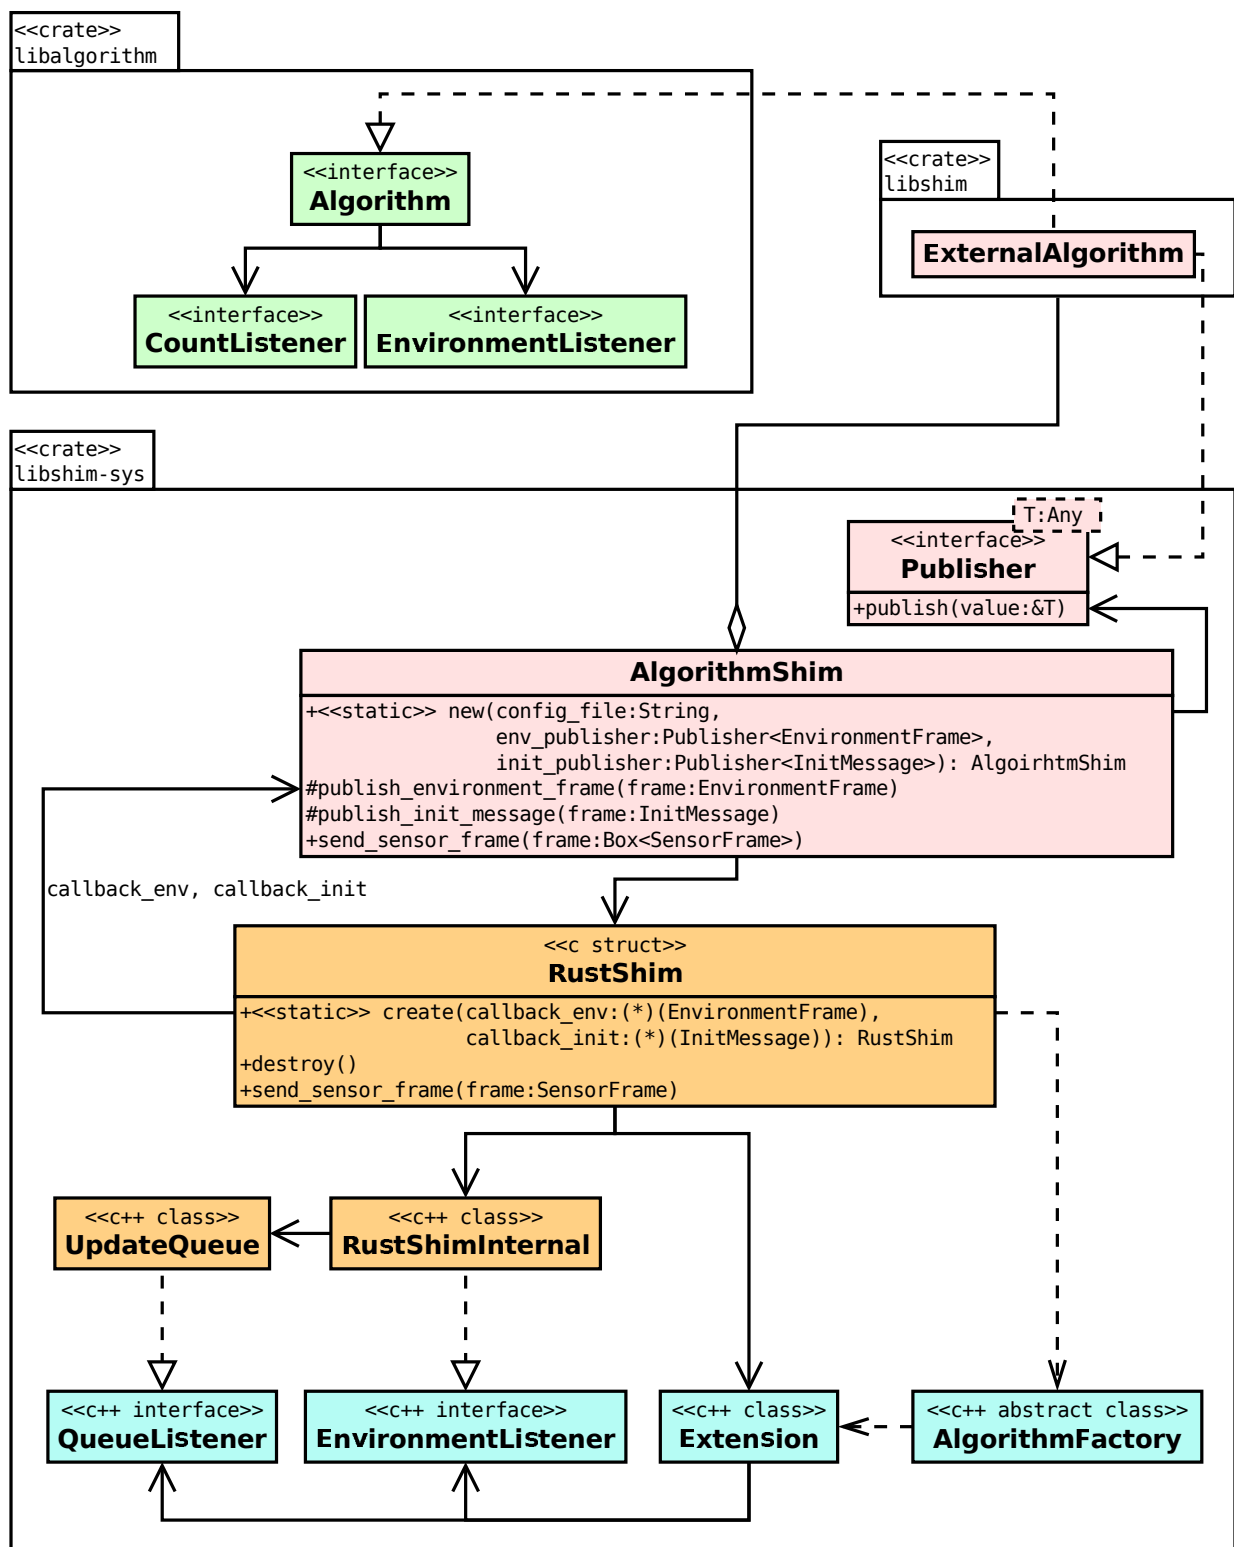 <<crate>>
libalgorithm
<<interface>>
Algorithm
<<interface>>
CountListener
<<interface>>
EnvironmentListener
<<crate>>
libshim
ExternalAlgorithm
<<crate>>
libshim-sys
T:Any
<<interface>>
Publisher
+publish(value:&T)
AlgorithmShim
+<<static>> new(config_file:String,
env_publisher:Publisher<EnvironmentFrame>,
init_publisher:Publisher<InitMessage>): AlgoirhtmShim
#publish_environment_frame(frame:EnvironmentFrame)
#publish_init_message(frame:InitMessage)
+send_sensor_frame(frame:Box<SensorFrame>)
callback_env, callback_init
<<c struct>>
RustShim
+<<static>> create(callback_env:(*)(EnvironmentFrame),
callback_init:(*)(InitMessage)): RustShim
+destroy()
+send_sensor_frame(frame:SensorFrame)
<<c++ class>>
UpdateQueue
<<c++ class>>
RustShimInternal
<<c++ interface>>
QueueListener
<<c++ interface>>
EnvironmentListener
<<c++ class>>
Extension
<<c++ abstract class>>
AlgorithmFactory